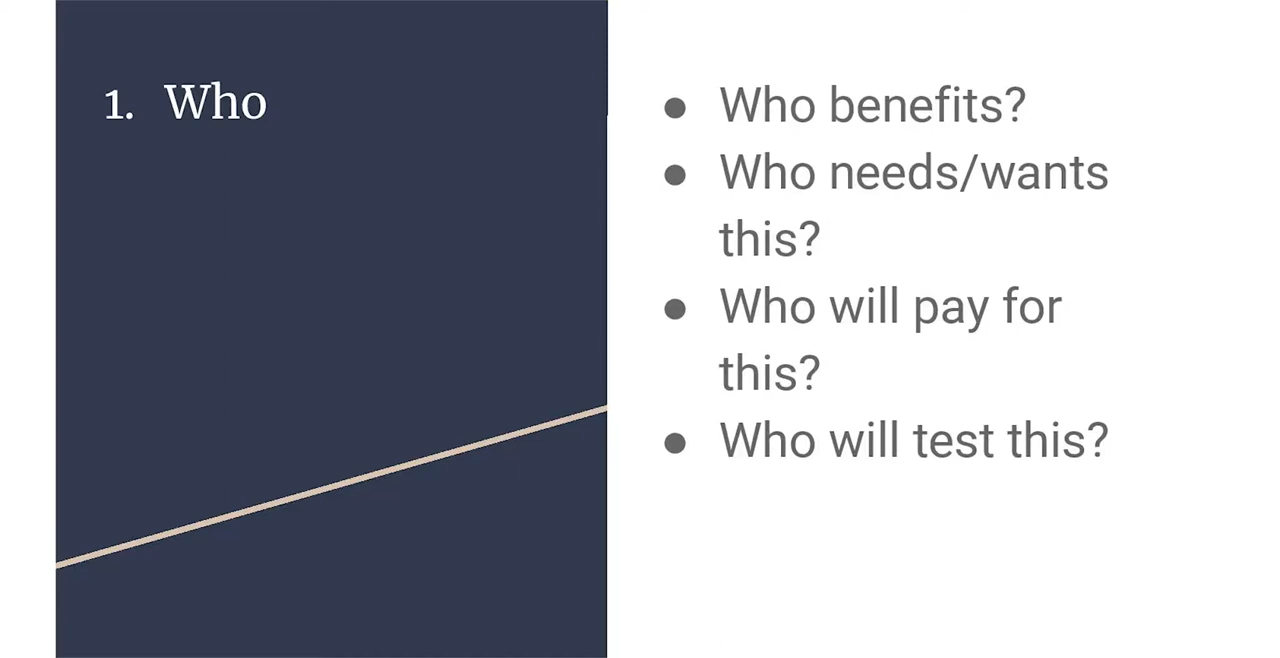 1. Who
● Who benefits?
● Who needs/wants
this?
● Who will pay for
this?
● Who will test this?